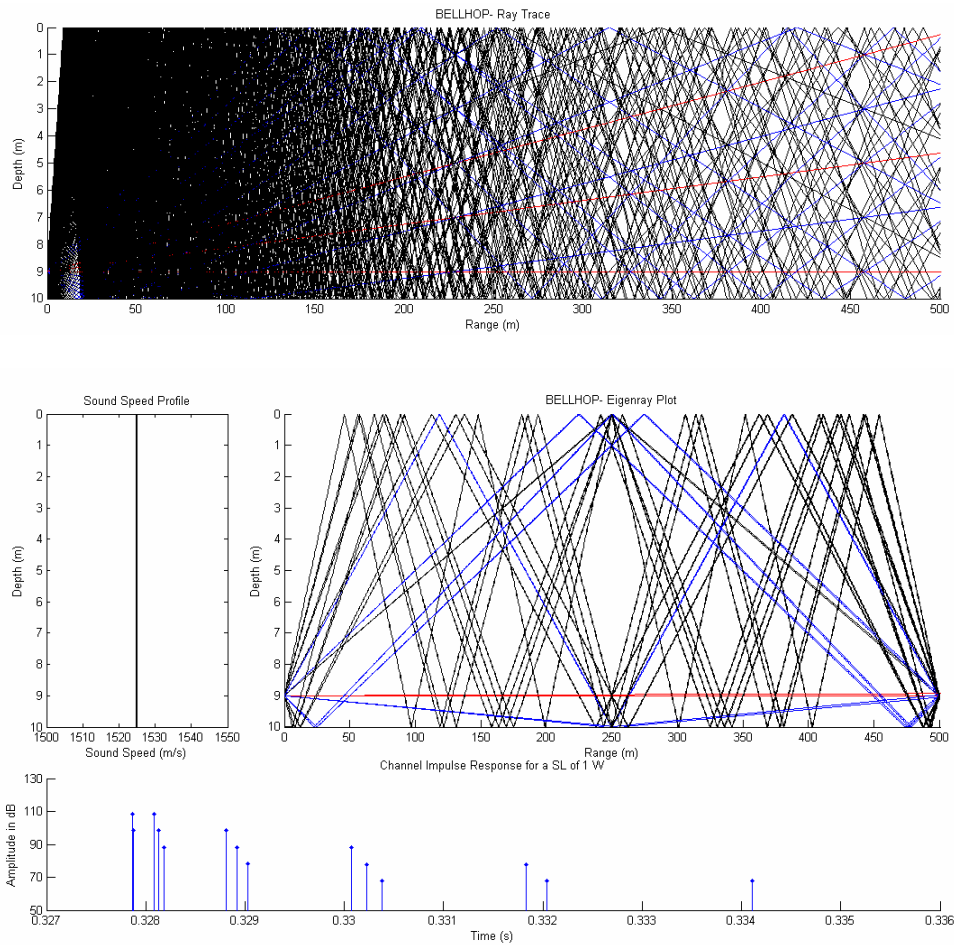 BELLHOP- Ray Trace
0
1
2
3
4
5
6
7
8
9
10
Depth (m)
0 50 100 150 200 250 300 350 400 450 500
Range (m)
Sound Speed Profile
0
1
2
3
4
5
6
7
8
9
10
Depth (m)
1500 1510 1520 1530 1540 1550
Sound Speed (m/s)
BELLHOP- Eigenray Plot
0
1
2
3
4
5
6
7
8
9
10
Depth (m)
0 50 100 150 200 250 300 350 400 450 500
Range (m)
Channel Impulse Response for a SL of 1 W
130
110
90
70
50
Amplitude in dB
0.327 0.328 0.329 0.33 0.331 0.332 0.333 0.334 0.335 0.336
Time (s)